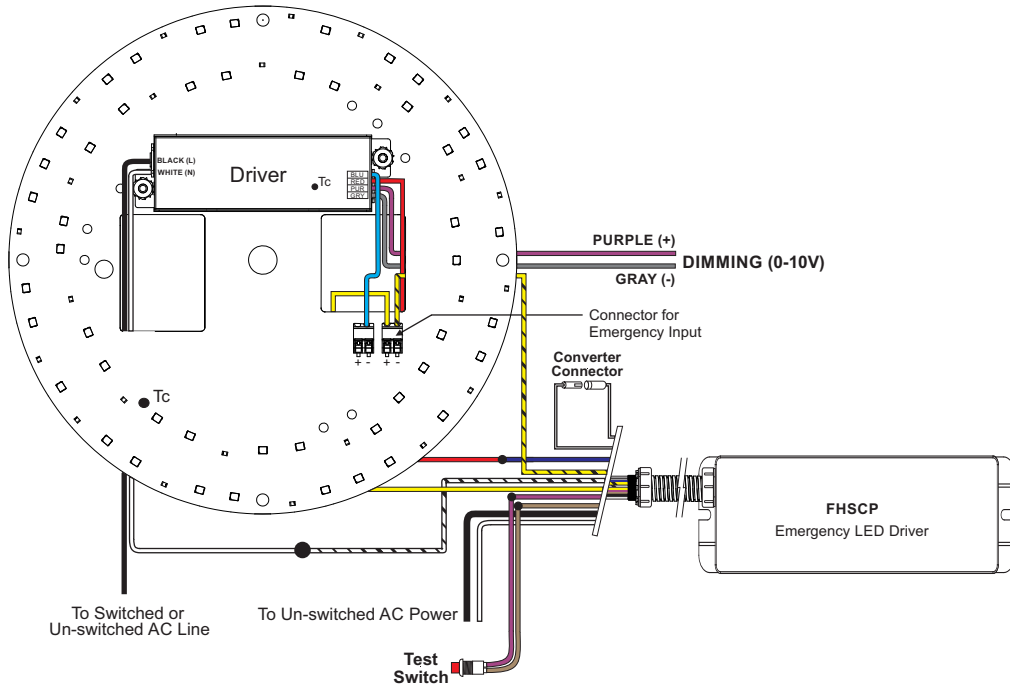 BLACK (L)
WHITE (N)
Driver
Tc
BLU
RED
PUR
GRY
PURPLE (+)
DIMMING (0-10V)
GRAY (-)
Connector for
Emergency Input
+ - + -
Converter
Connector
Tc
FHSCP
Emergency LED Driver
To Switched or
Un-switched AC Line
To Un-switched AC Power
Test
Switch